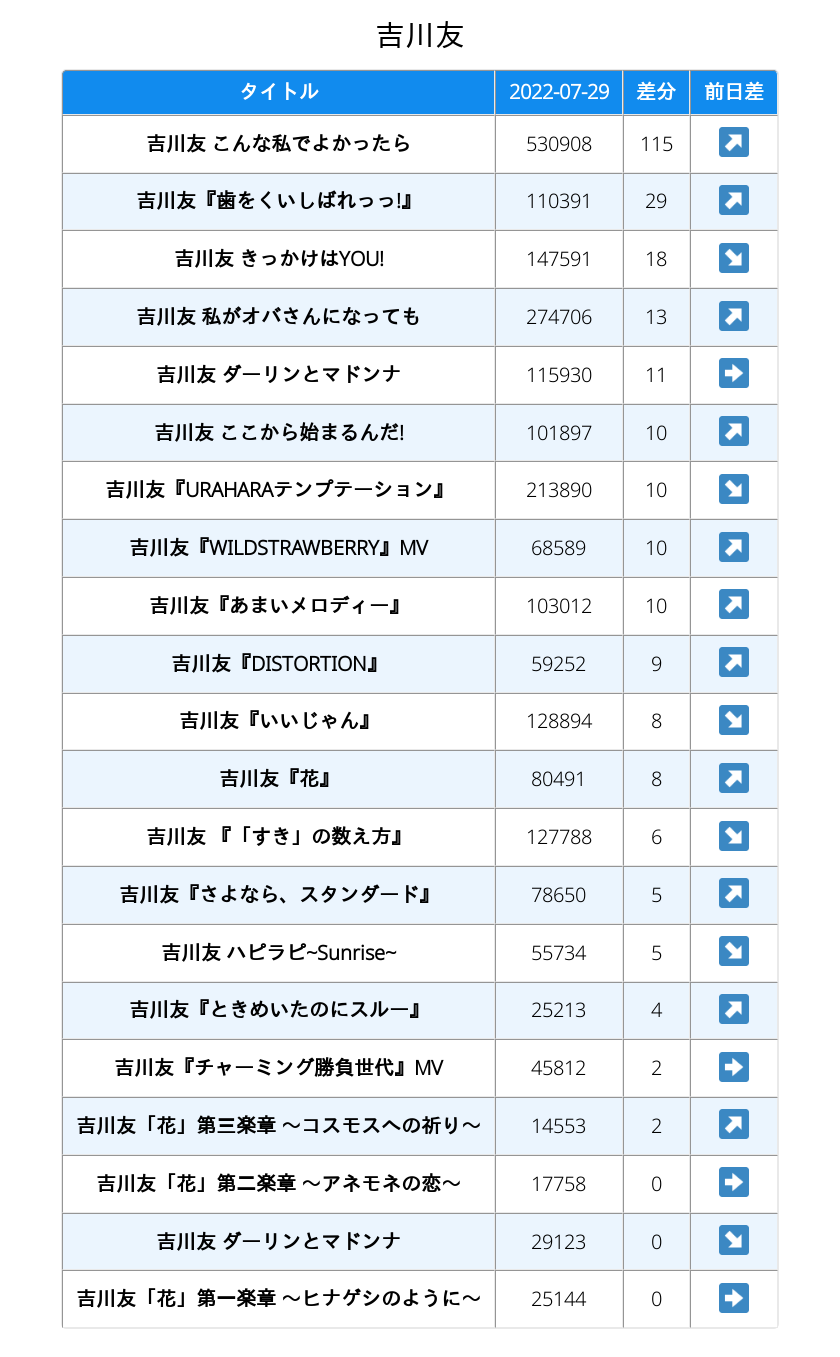 吉川友
タイトル 2022-07-29 差分 前日差
吉川友 こんな私でよかったら 530908 115 ↗
吉川友『歯をくいしばれっっ!』 110391 29 ↗
吉川友 きっかけはYOU! 147591 18 ↘
吉川友 私がオバさんになっても 274706 13 ↗
吉川友 ダーリンとマドンナ 115930 11 ➡
吉川友 ここから始まるんだ! 101897 10 ↗
吉川友『URAHARAテンプテーション』 213890 10 ↘
吉川友『WILDSTRAWBERRY』MV 68589 10 ↗
吉川友『あまいメロディー』 103012 10 ↗
吉川友『DISTORTION』 59252 9 ↗
吉川友『いいじゃん』 128894 8 ↘
吉川友『花』 80491 8 ↗
吉川友 『「すき」の数え方』 127788 6 ↘
吉川友『さよなら、スタンダード』 78650 5 ↗
吉川友 ハピラピ~Sunrise~ 55734 5 ↘
吉川友『ときめいたのにスルー』 25213 4 ↗
吉川友『チャーミング勝負世代』MV 45812 2 ➡
吉川友「花」第三楽章 〜コスモスへの祈り〜 14553 2 ↗
吉川友「花」第二楽章 〜アネモネの恋〜 17758 0 ➡
吉川友 ダーリンとマドンナ 29123 0 ↘
吉川友「花」第一楽章 〜ヒナゲシのように〜 25144 0 ➡